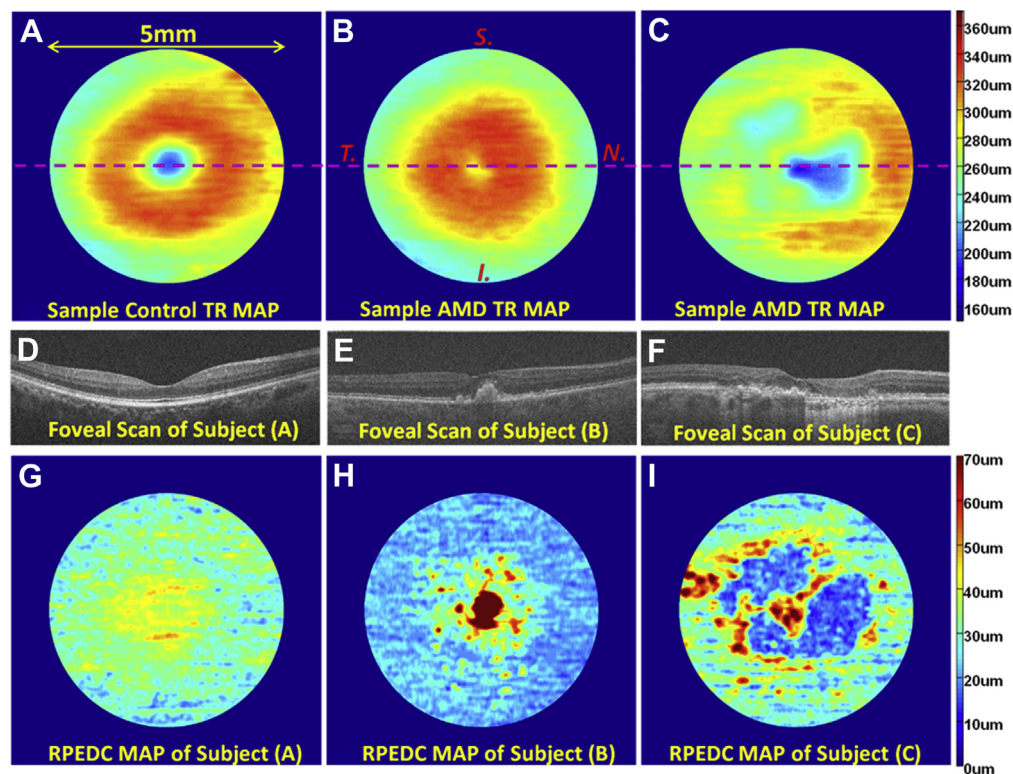 A
5mm
B
S.
C
T.
N.
I.
Sample Control TR MAP
Sample AMD TR MAP
Sample AMD TR MAP
360um
340um
320um
300um
280um
260um
240um
220um
200um
180um
160um
D
E
F
Foveal Scan of Subject (A)
Foveal Scan of Subject (B)
Foveal Scan of Subject (C)
G
H
I
RPEDC MAP of Subject (A)
RPEDC MAP of Subject (B)
RPEDC MAP of Subject (C)
70um
60um
50um
40um
30um
20um
10um
0um